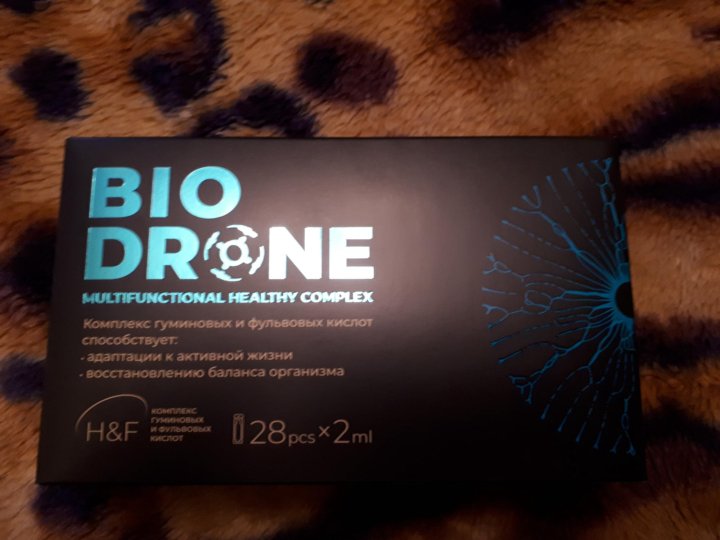 BIO
DRONE
MULTIFUNCTIONAL HEALTHY COMPLEX
Комплекс гуминовых и фульвовых кислот
способствует:
- адаптации к активной жизни
- восстановлению баланса организма
H&F
КОМПЛЕКС
ГУМИНОВЫХ
И ФУЛЬВОВЫХ
КИСЛОТ
28pcs×2ml